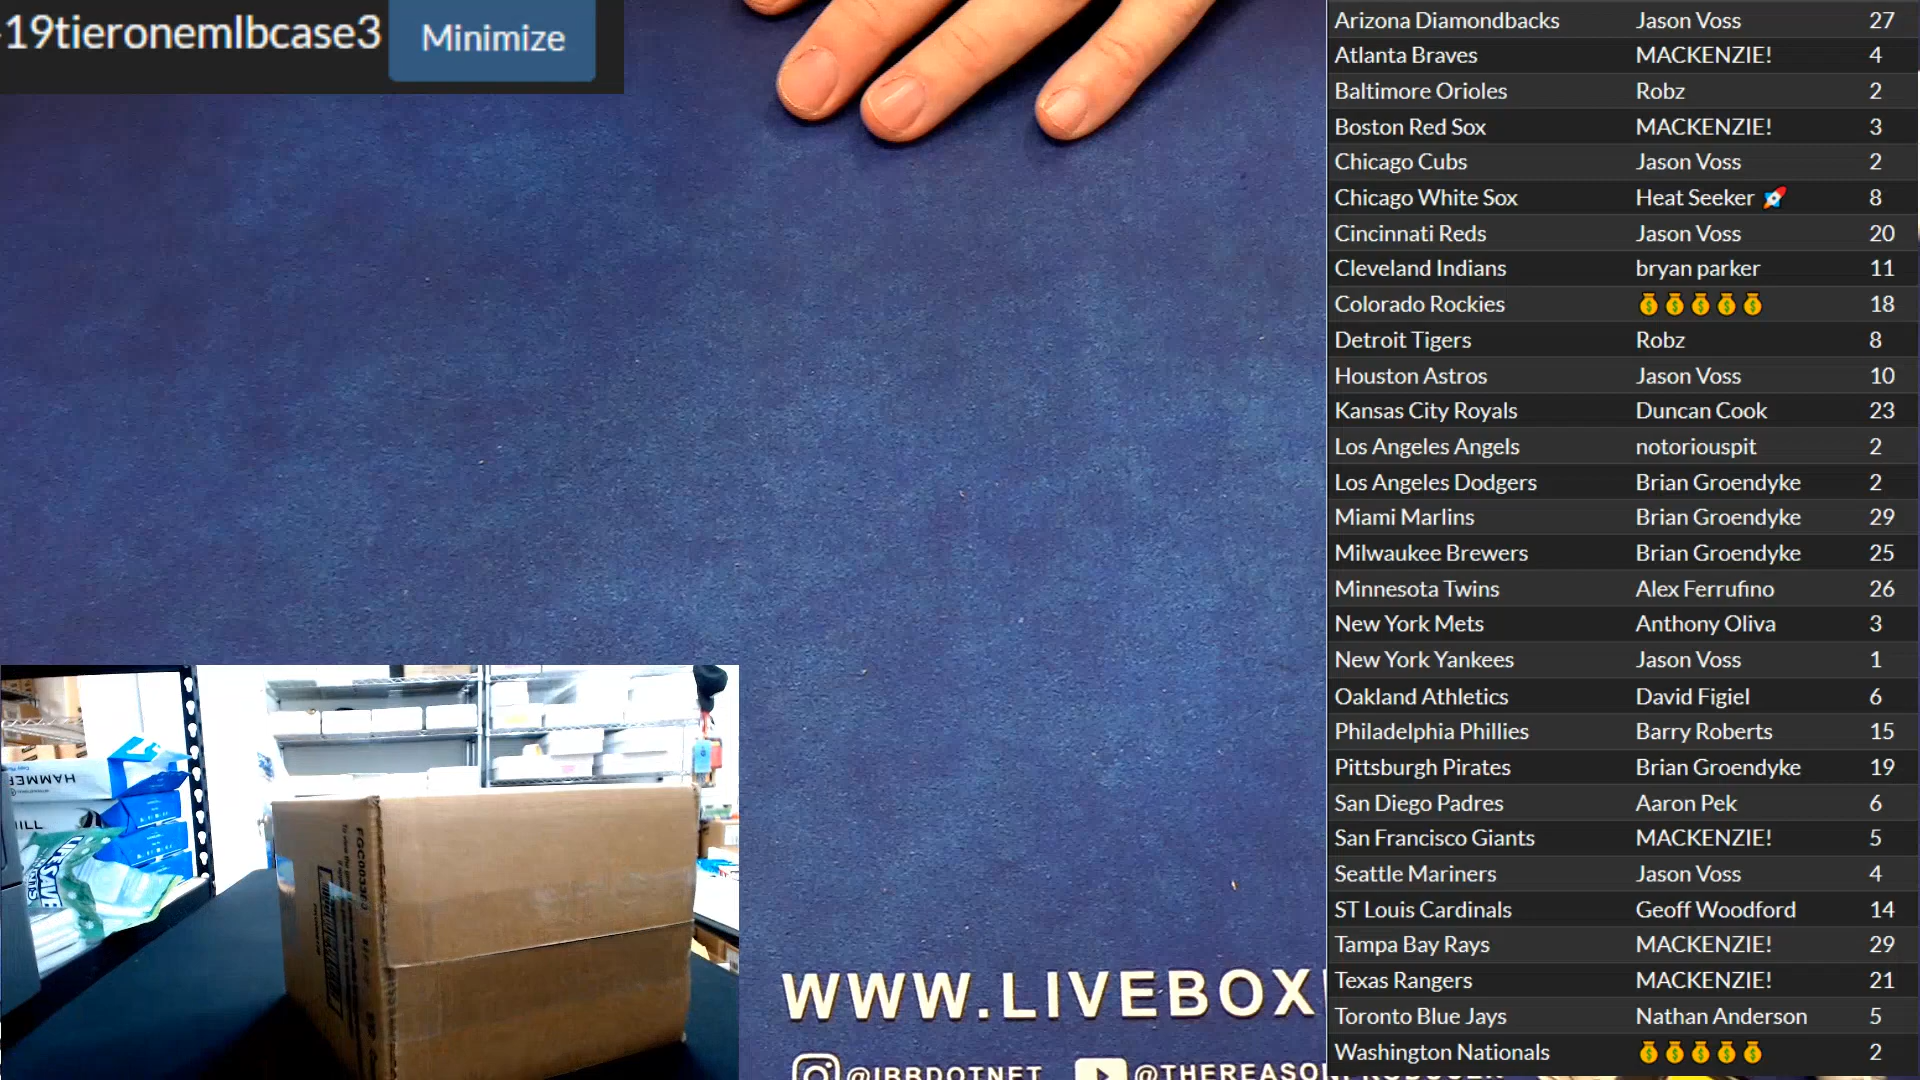 19tieronemlbcase3 Minimize
Arizona Diamondbacks Jason Voss 27
Atlanta Braves MACKENZIE! 4
Baltimore Orioles Robz 2
Boston Red Sox MACKENZIE! 3
Chicago Cubs Jason Voss 2
Chicago White Sox Heat Seeker 🚀 8
Cincinnati Reds Jason Voss 20
Cleveland Indians bryan parker 11
Colorado Rockies 💰💰💰💰💰 18
Detroit Tigers Robz 8
Houston Astros Jason Voss 10
Kansas City Royals Duncan Cook 23
Los Angeles Angels notoriouspit 2
Los Angeles Dodgers Brian Groendyke 2
Miami Marlins Brian Groendyke 29
Milwaukee Brewers Brian Groendyke 25
Minnesota Twins Alex Ferrufino 26
New York Mets Anthony Oliva 3
New York Yankees Jason Voss 1
Oakland Athletics David Figiel 6
Philadelphia Phillies Barry Roberts 15
Pittsburgh Pirates Brian Groendyke 19
San Diego Padres Aaron Pek 6
San Francisco Giants MACKENZIE! 5
Seattle Mariners Jason Voss 4
ST Louis Cardinals Geoff Woodford 14
Tampa Bay Rays MACKENZIE! 29
Texas Rangers MACKENZIE! 21
Toronto Blue Jays Nathan Anderson 5
Washington Nationals 💰💰💰💰💰 2
HAMMER
WWW.LIVEBOX
@IBBDOTNET @THEREASONPRODUCER